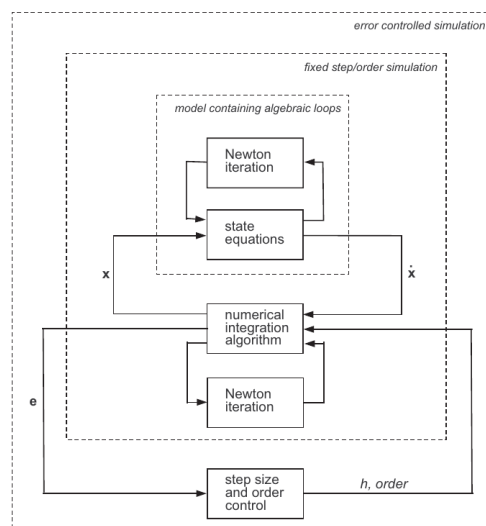 error controlled simulation
fixed step/order simulation
model containing algebraic loops
Newton
iteration
state
equations
x
ẋ
numerical
integration
algorithm
Newton
iteration
e
step size
and order
control
h, order